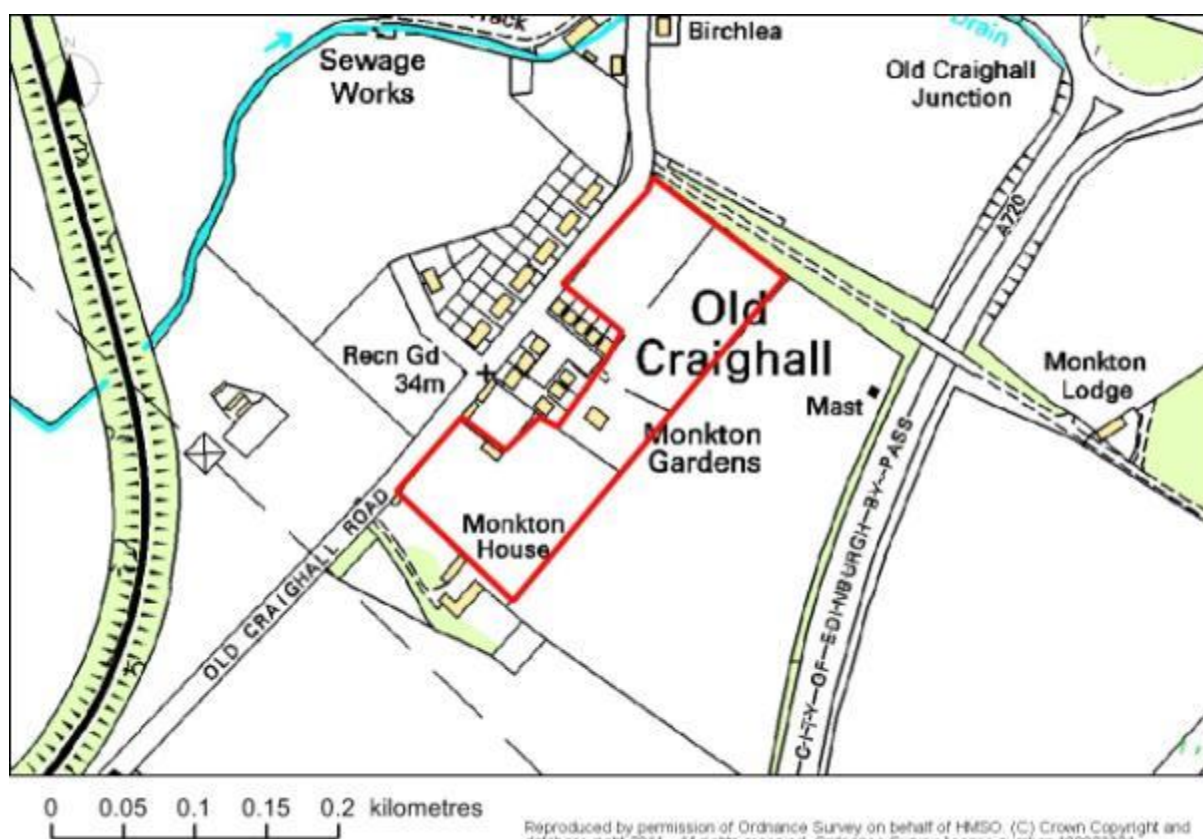 N
Track
Birchlea
Drain
Sewage
Works
Old Craighall
Junction
A720
Old
Craighall
Recn Gd
34m
Monkton
Lodge
Mast
Monkton
Gardens
Monkton
House
OLD CRAIGHALL ROAD
CITY OF EDINBURGH BY-PASS
0 0.05 0.1 0.15 0.2 kilometres
Reproduced by permission of Ordnance Survey on behalf of HMSO. (C) Crown Copyright and